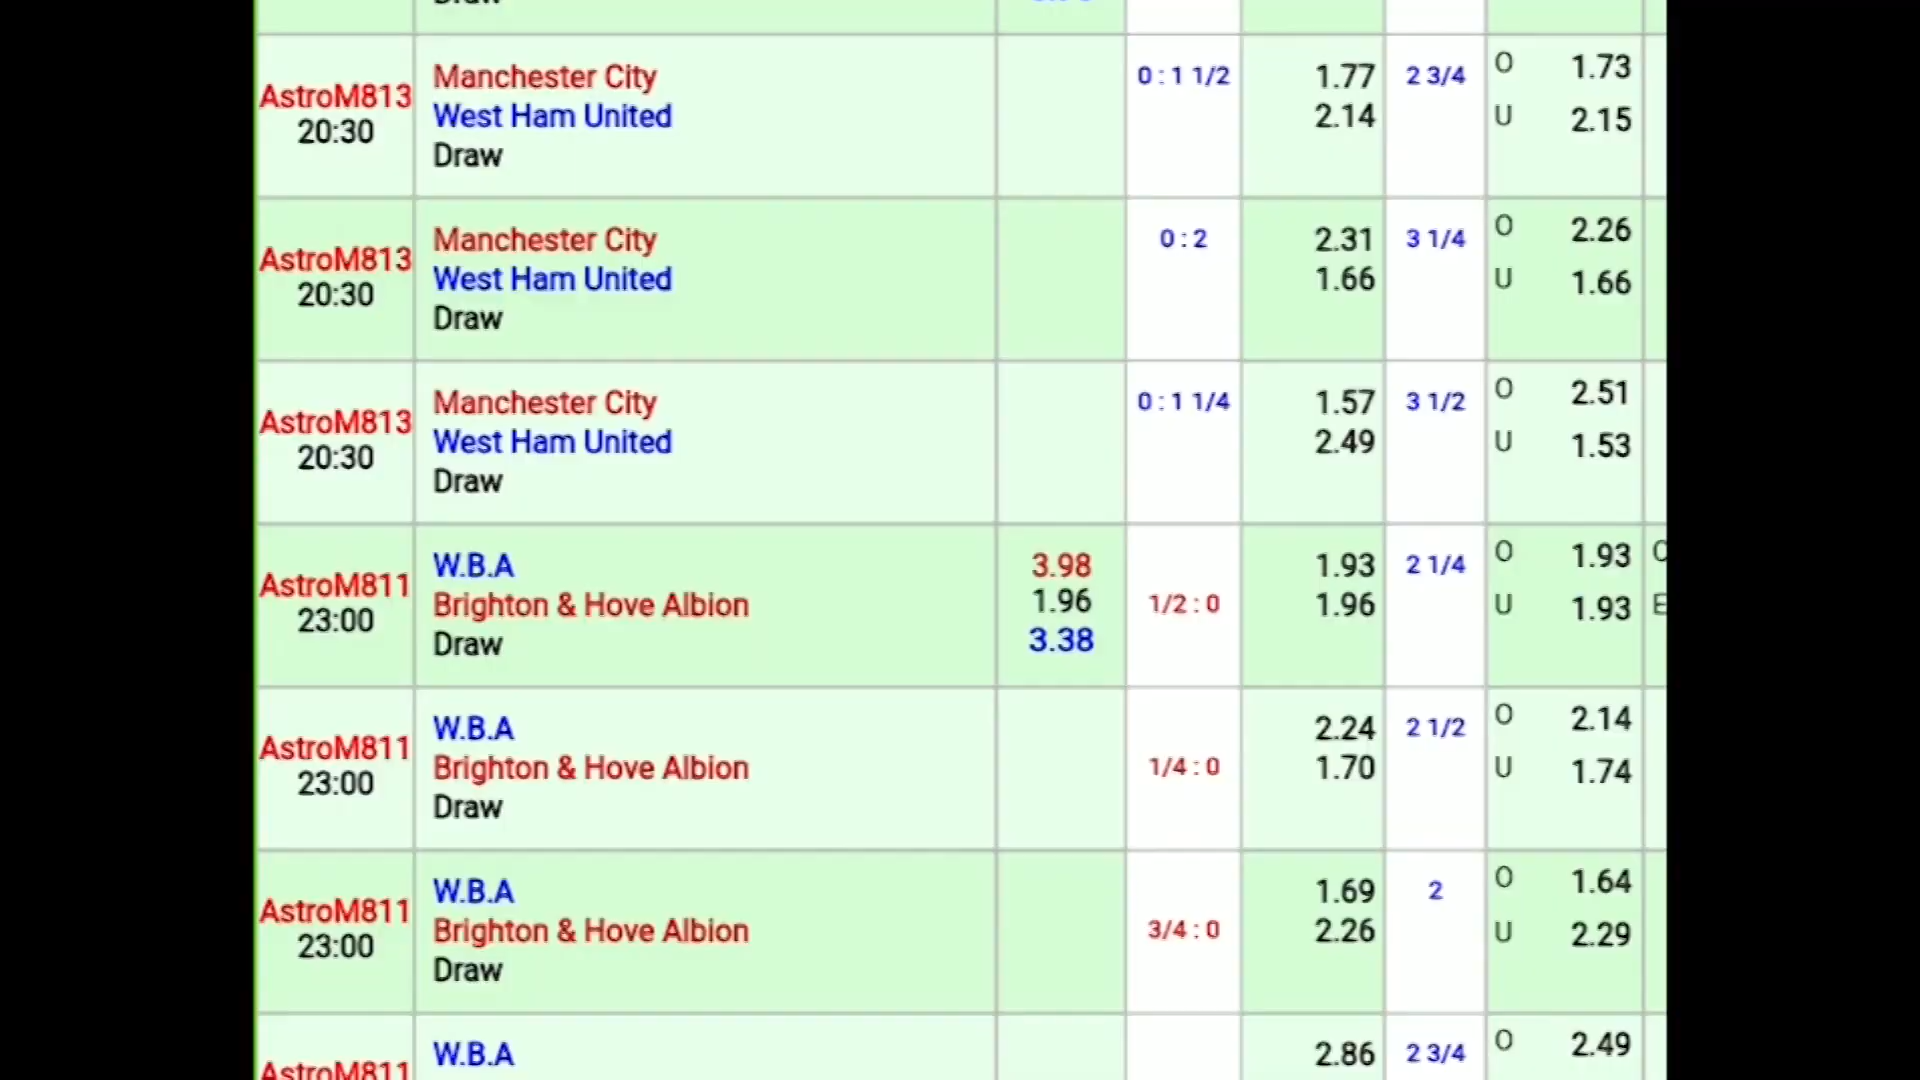 Draw
AstroM813
20:30
Manchester City
West Ham United
Draw
0 : 1 1/2
1.77
2.14
2 3/4
O 1.73
U 2.15
AstroM813
20:30
Manchester City
West Ham United
Draw
0 : 2
2.31
1.66
3 1/4
O 2.26
U 1.66
AstroM813
20:30
Manchester City
West Ham United
Draw
0 : 1 1/4
1.57
2.49
3 1/2
O 2.51
U 1.53
AstroM811
23:00
W.B.A
Brighton & Hove Albion
Draw
3.98
1.96
3.38
1/2 : 0
1.93
1.96
2 1/4
O 1.93
U 1.93
E
AstroM811
23:00
W.B.A
Brighton & Hove Albion
Draw
1/4 : 0
2.24
1.70
2 1/2
O 2.14
U 1.74
AstroM811
23:00
W.B.A
Brighton & Hove Albion
Draw
3/4 : 0
1.69
2.26
2
O 1.64
U 2.29
AstroM811
W.B.A
2.86
2 3/4
O 2.49